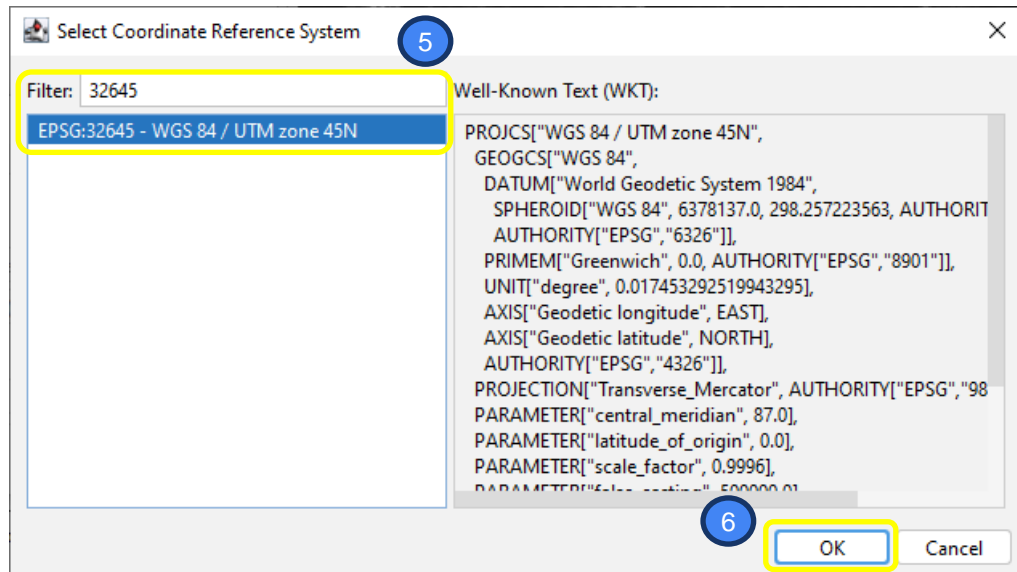 Select Coordinate Reference System
5
Filter: 32645
Well-Known Text (WKT):
EPSG:32645 - WGS 84 / UTM zone 45N
PROJCS["WGS 84 / UTM zone 45N",
GEOGCS["WGS 84",
DATUM["World Geodetic System 1984",
SPHEROID["WGS 84", 6378137.0, 298.257223563, AUTHORIT
AUTHORITY["EPSG","6326"]],
PRIMEM["Greenwich", 0.0, AUTHORITY["EPSG","8901"]],
UNIT["degree", 0.017453292519943295],
AXIS["Geodetic longitude", EAST],
AXIS["Geodetic latitude", NORTH],
AUTHORITY["EPSG","4326"]],
PROJECTION["Transverse_Mercator", AUTHORITY["EPSG","98
PARAMETER["central_meridian", 87.0],
PARAMETER["latitude_of_origin", 0.0],
PARAMETER["scale_factor", 0.9996],
PARAMETER["false_easting", 500000.0],
6
OK
Cancel